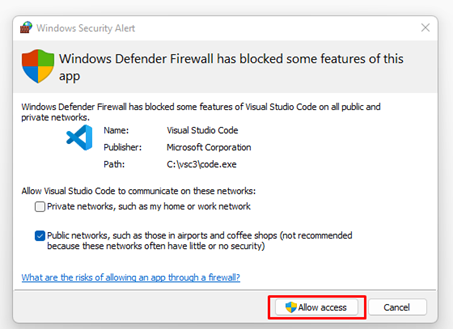 Windows Security Alert
Windows Defender Firewall has blocked some features of this
app
Windows Defender Firewall has blocked some features of Visual Studio Code on all public and
private networks.
Name: Visual Studio Code
Publisher: Microsoft Corporation
Path: C:\vsc3\code.exe
Allow Visual Studio Code to communicate on these networks:
Private networks, such as my home or work network
Public networks, such as those in airports and coffee shops (not recommended
because these networks often have little or no security)
What are the risks of allowing an app through a firewall?
Allow access Cancel